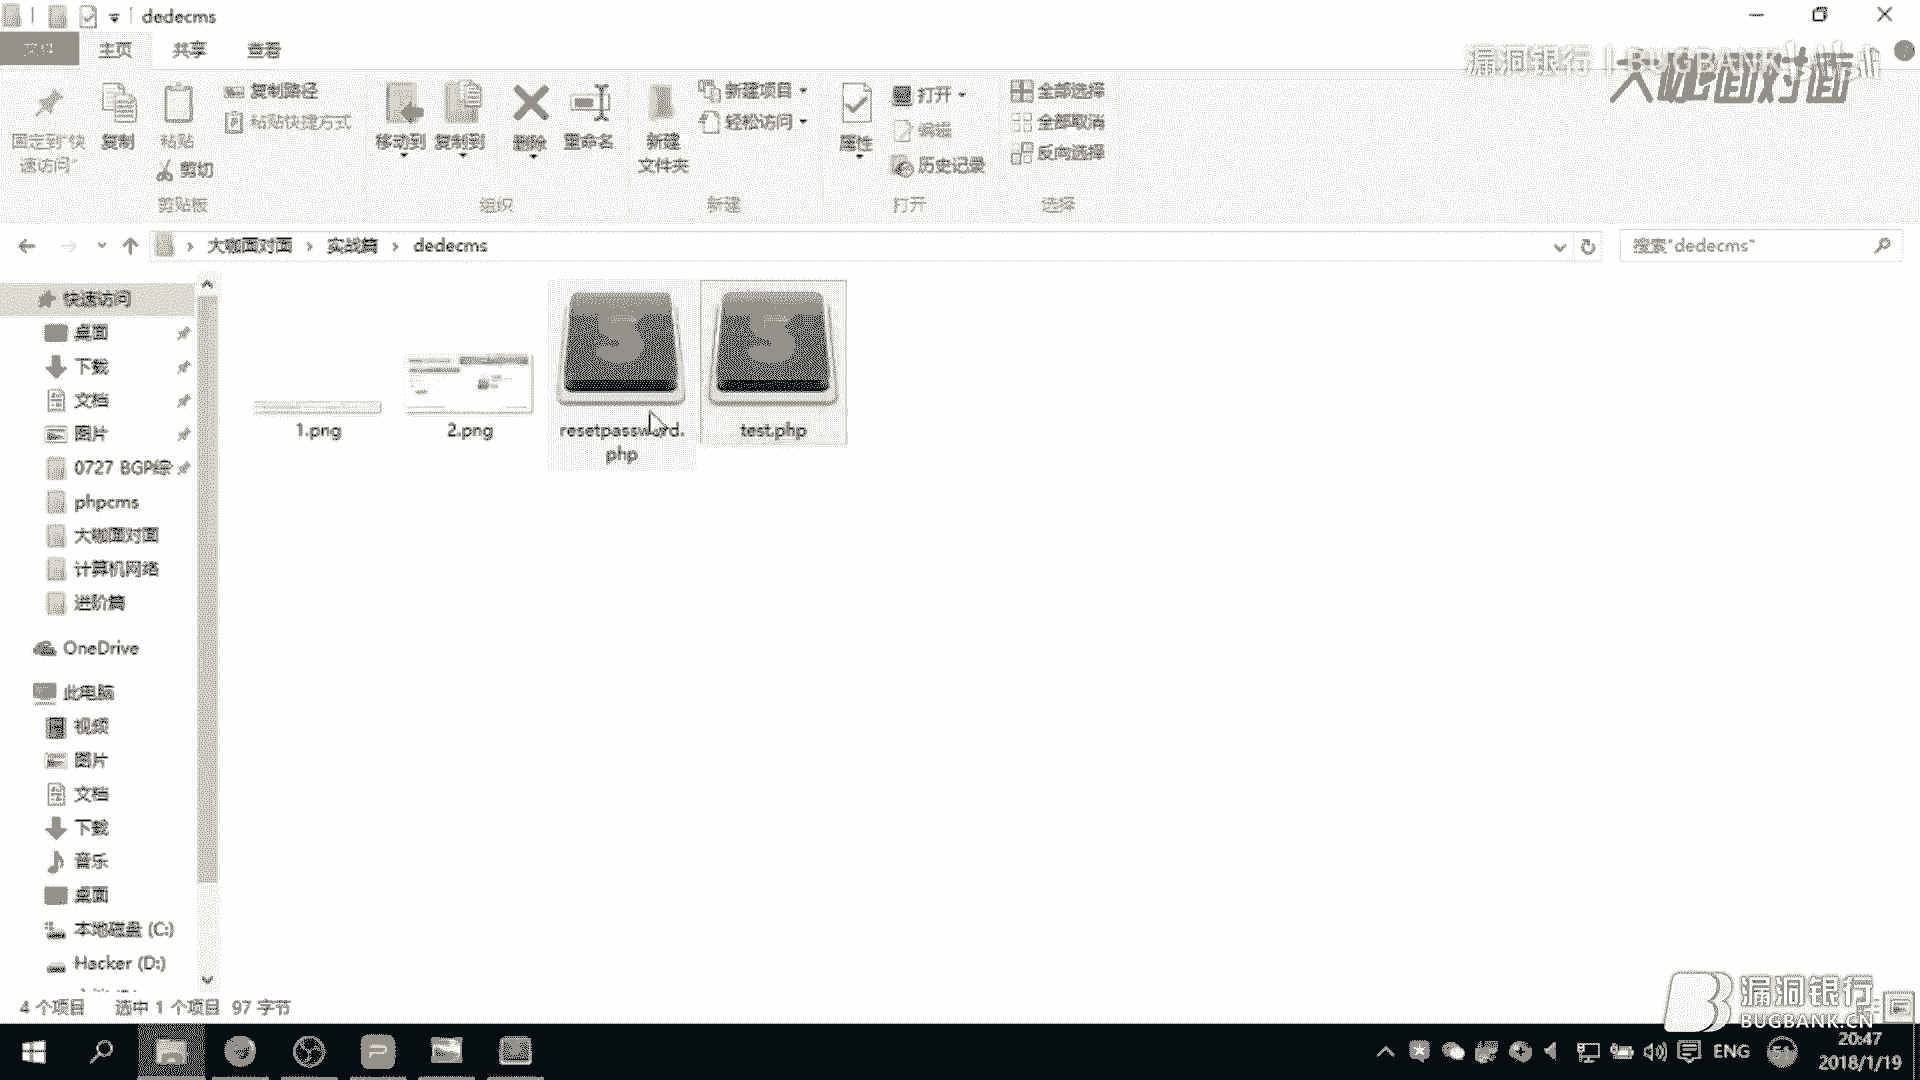 dedecms
文件 主页 共享 查看
漏洞银行 | BUGBANK
大咖面对面
固定到"快速访问"
复制
粘贴
复制路径
粘贴快捷方式
剪切
移动到 复制到 删除 重命名
新建文件夹
新建项目
轻松访问
属性
打开
编辑
历史记录
全部选择
全部取消
反向选择
剪贴板 组织 新建 打开 选择
大咖面对面 > 实战篇 > dedecms
搜索"dedecms"
快速访问
桌面
下载
文档
图片
0727 BGP综
phpcms
大咖面对面
计算机网络
进阶篇
OneDrive
此电脑
视频
图片
文档
下载
音乐
桌面
本地磁盘 (C:)
Hacker (D:)
1.png
2.png
resetpassword.
php
test.php
4 个项目 选中 1 个项目 97 字节
漏洞银行
BUGBANK.CN
ENG
51
20:47
2018/1/19